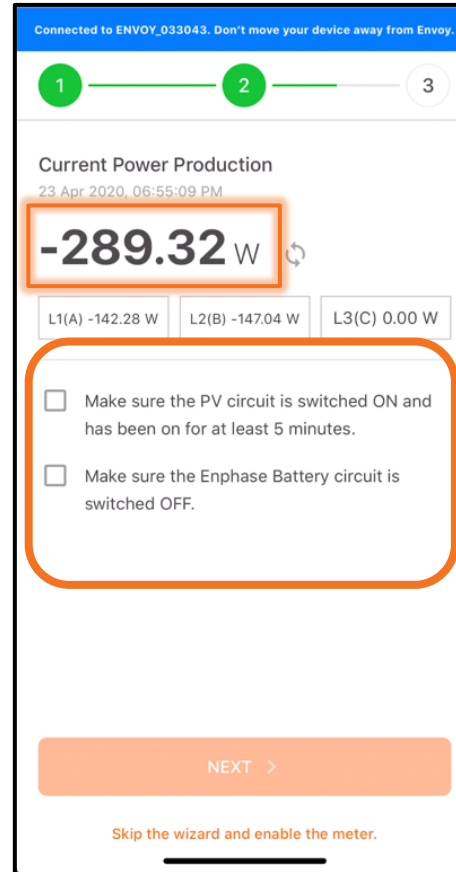 Connected to ENVOY_033043. Don't move your device away from Envoy.
1 2 3
Current Power Production
23 Apr 2020, 06:55:09 PM
-289.32 W
L1(A) -142.28 W L2(B) -147.04 W L3(C) 0.00 W
Make sure the PV circuit is switched ON and
has been on for at least 5 minutes.
Make sure the Enphase Battery circuit is
switched OFF.
NEXT >
Skip the wizard and enable the meter.